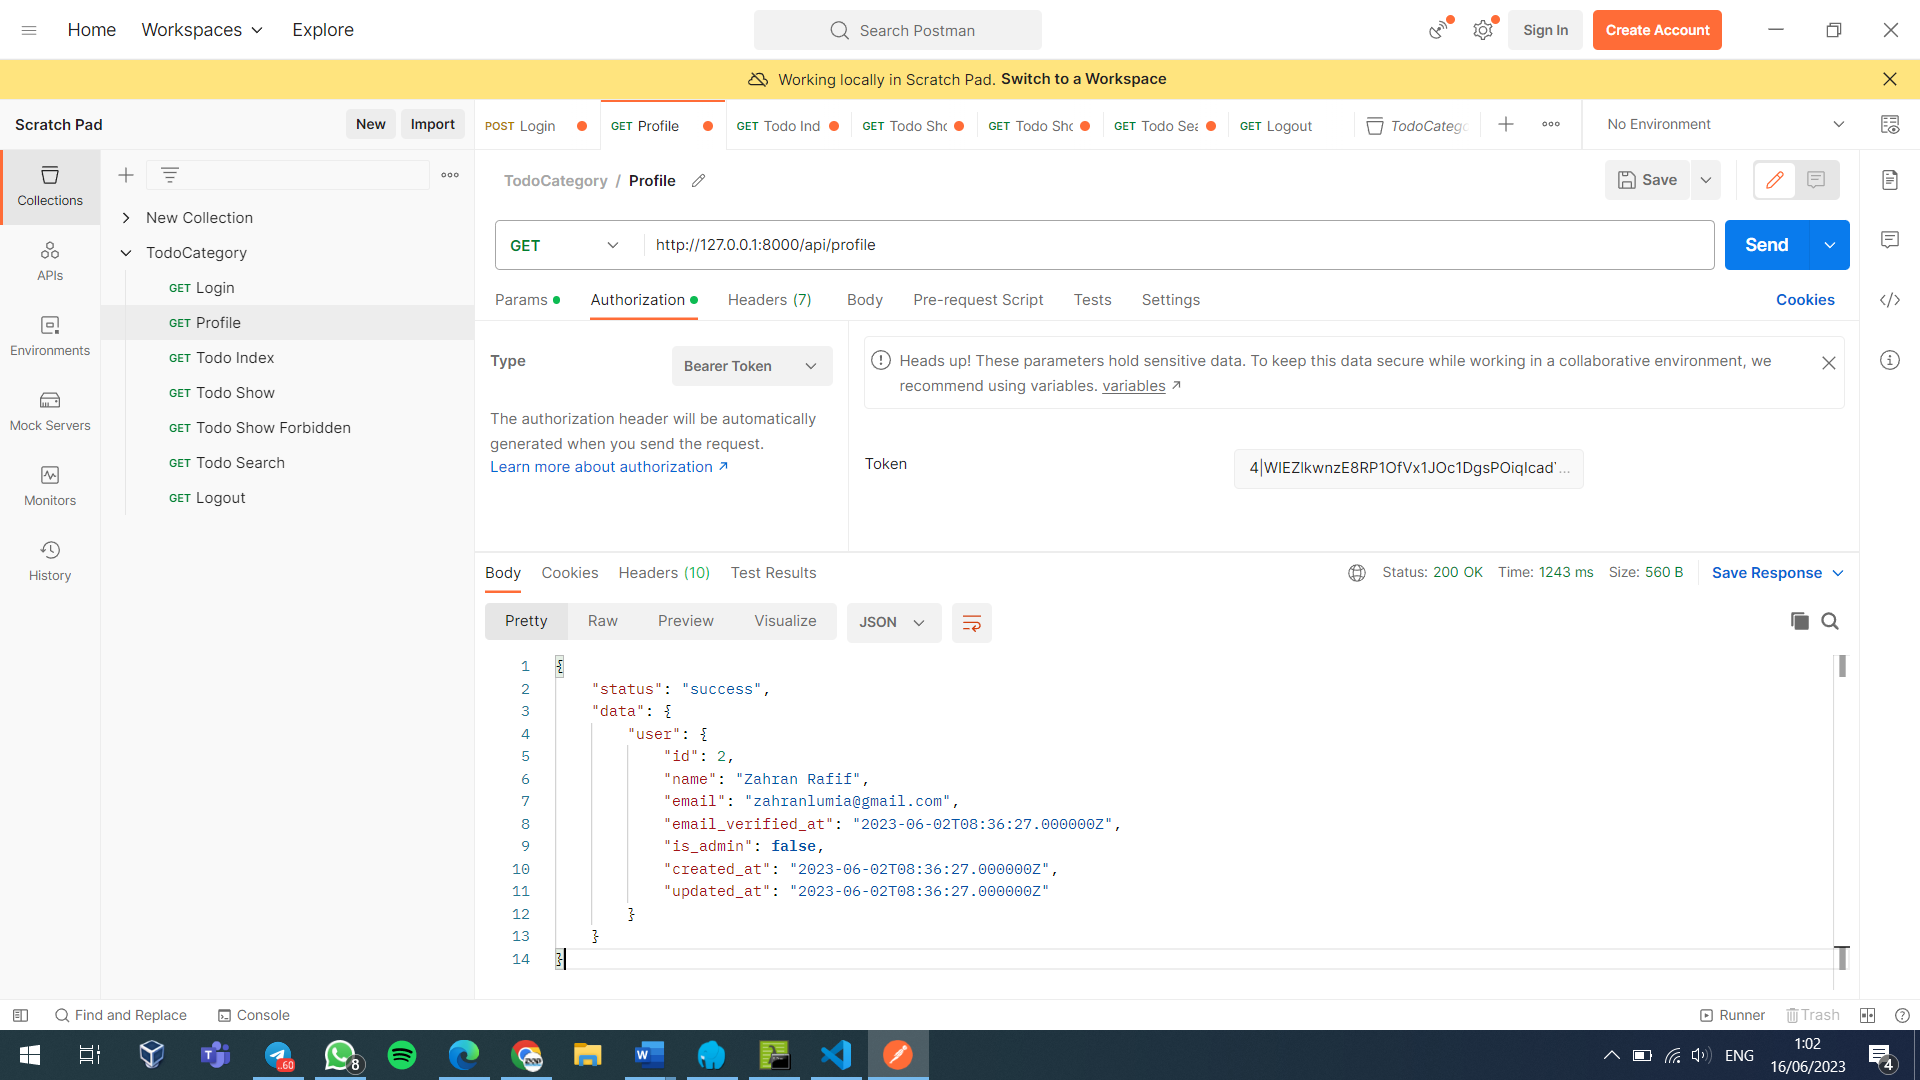 Home
Workspaces
Explore
Search Postman
Sign In
Create Account
Working locally in Scratch Pad. Switch to a Workspace
Scratch Pad
New
Import
POST Login
GET Profile
GET Todo Ind
GET Todo Sho
GET Todo Sho
GET Todo Sea
GET Logout
TodoCatego
No Environment
Collections
APIs
Environments
Mock Servers
Monitors
History
New Collection
TodoCategory
GET Login
GET Profile
GET Todo Index
GET Todo Show
GET Todo Show Forbidden
GET Todo Search
GET Logout
TodoCategory / Profile
Save
GET
http://127.0.0.1:8000/api/profile
Send
Params
Authorization
Headers (7)
Body
Pre-request Script
Tests
Settings
Cookies
Type
Bearer Token
The authorization header will be automatically
generated when you send the request.
Learn more about authorization ↗
Heads up! These parameters hold sensitive data. To keep this data secure while working in a collaborative environment, we
recommend using variables. variables ↗
Token
Body
Cookies
Headers (10)
Test Results
Status: 200 OK
Time: 1243 ms
Size: 560 B
Save Response
Pretty
Raw
Preview
Visualize
JSON
1 {
2 "status": "success",
3 "data": {
4 "user": {
5 "id": 2,
6 "name": "Zahran Rafif",
7 "email": "zahranlumia@gmail.com",
8 "email_verified_at": "2023-06-02T08:36:27.000000Z",
9 "is_admin": false,
10 "created_at": "2023-06-02T08:36:27.000000Z",
11 "updated_at": "2023-06-02T08:36:27.000000Z"
12 }
13 }
14 }
Find and Replace
Console
Runner
Trash
60
8
ENG
1:02
16/06/2023
4